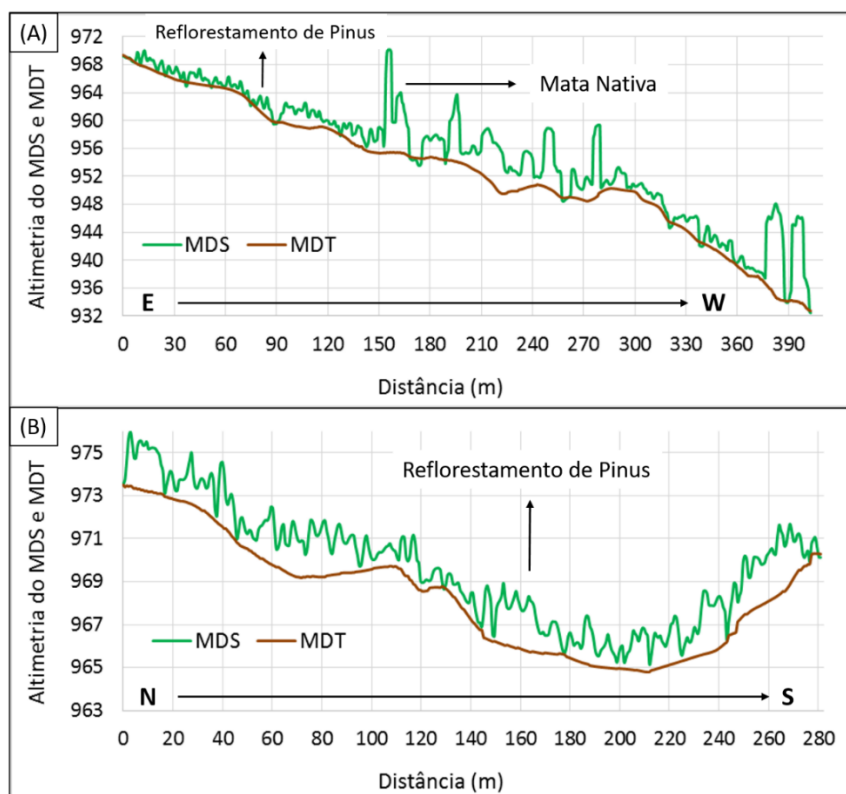 (A)
Reflorestamento de Pinus
Mata Nativa
Altimetria do MDS e MDT
972
968
964
960
956
952
948
944
940
936
932
MDS MDT
E W
0 30 60 90 120 150 180 210 240 270 300 330 360 390
Distância (m)
(B)
Reflorestamento de Pinus
Altimetria do MDS e MDT
975
973
971
969
967
965
963
MDS MDT
N S
0 20 40 60 80 100 120 140 160 180 200 220 240 260 280
Distância (m)